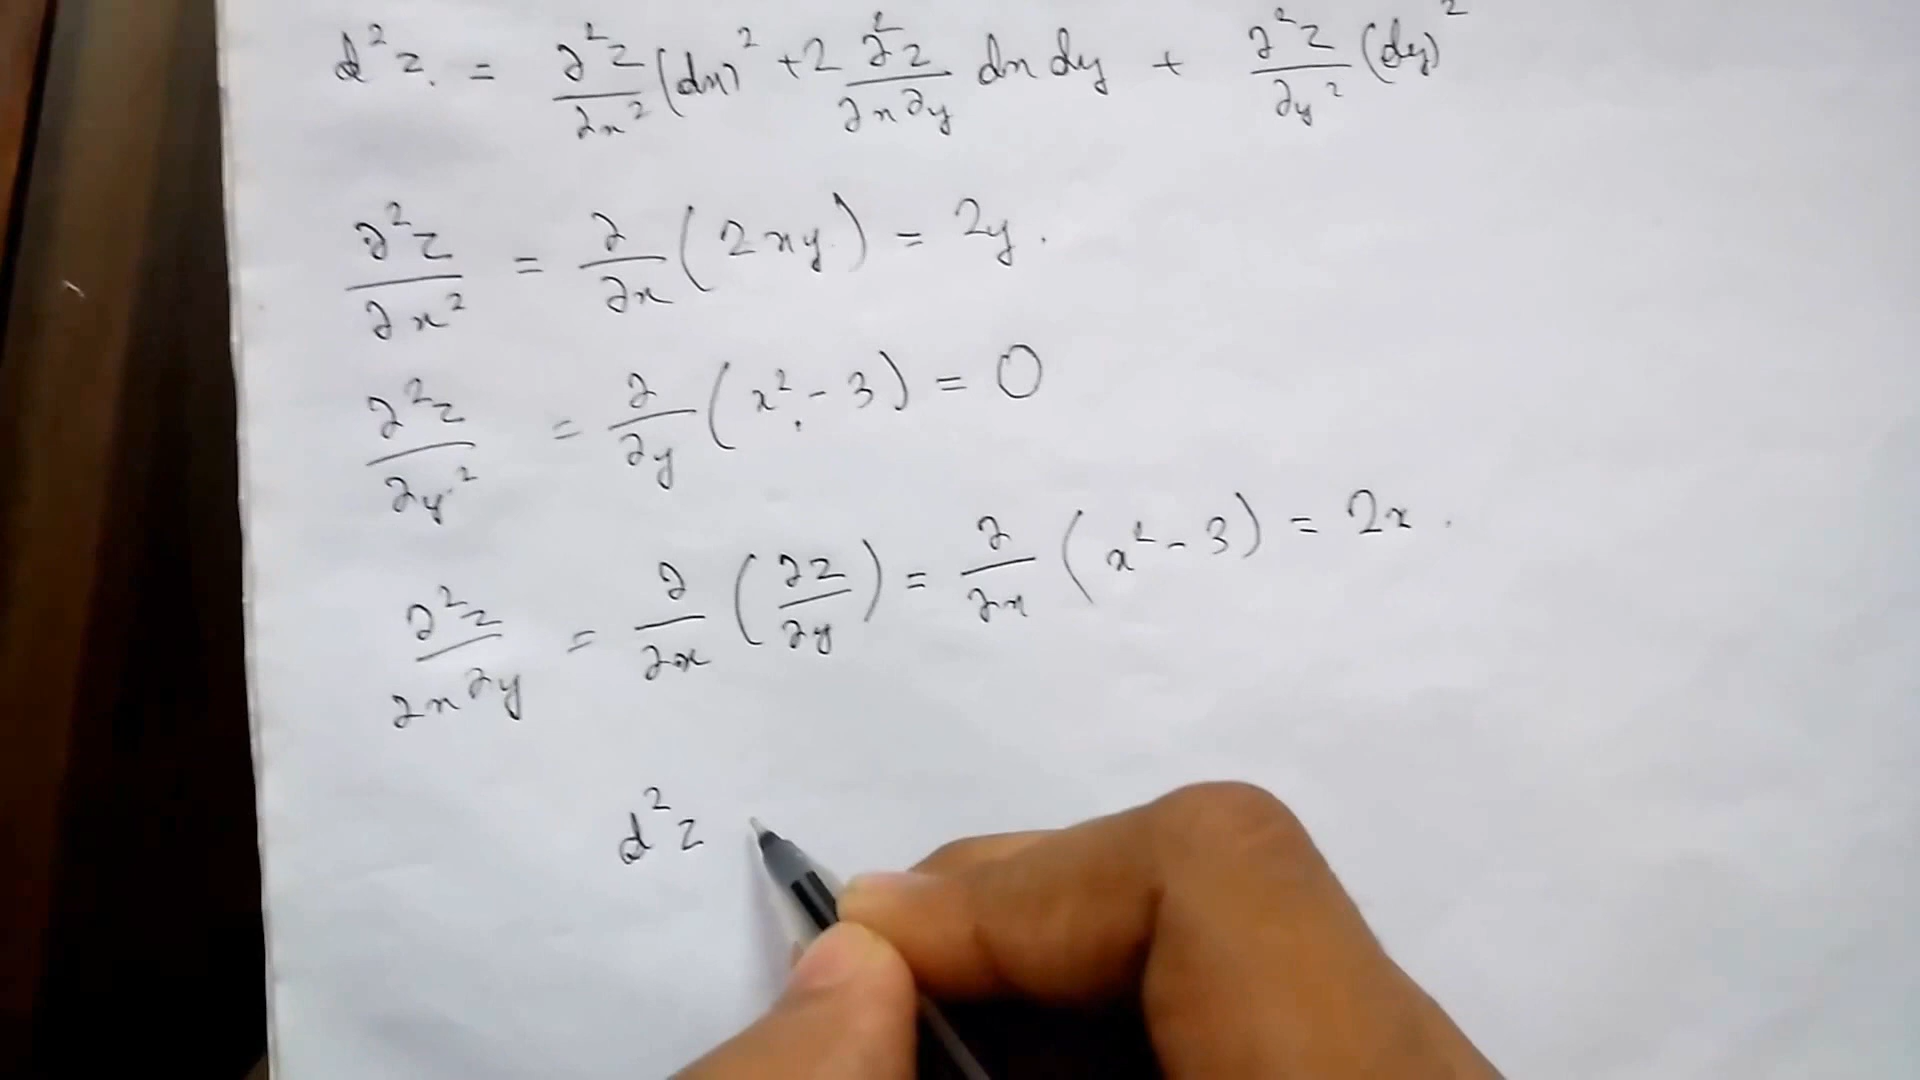 d²z. = ∂²z/∂x² (dx)² + 2 ∂²z/∂x∂y dx dy + ∂²z/∂y² (dy)²
∂²z/∂x² = ∂/∂x (2xy) = 2y.
∂²z/∂y² = ∂/∂y (x² - 3) = 0
∂²z/∂x∂y = ∂/∂x (∂z/∂y) = ∂/∂x (x² - 3) = 2x.
d²z